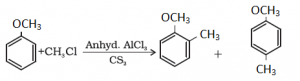 OCH₃
+CH₃Cl
Anhyd. AlCl₃
CS₂
OCH₃
CH₃
+
OCH₃
CH₃